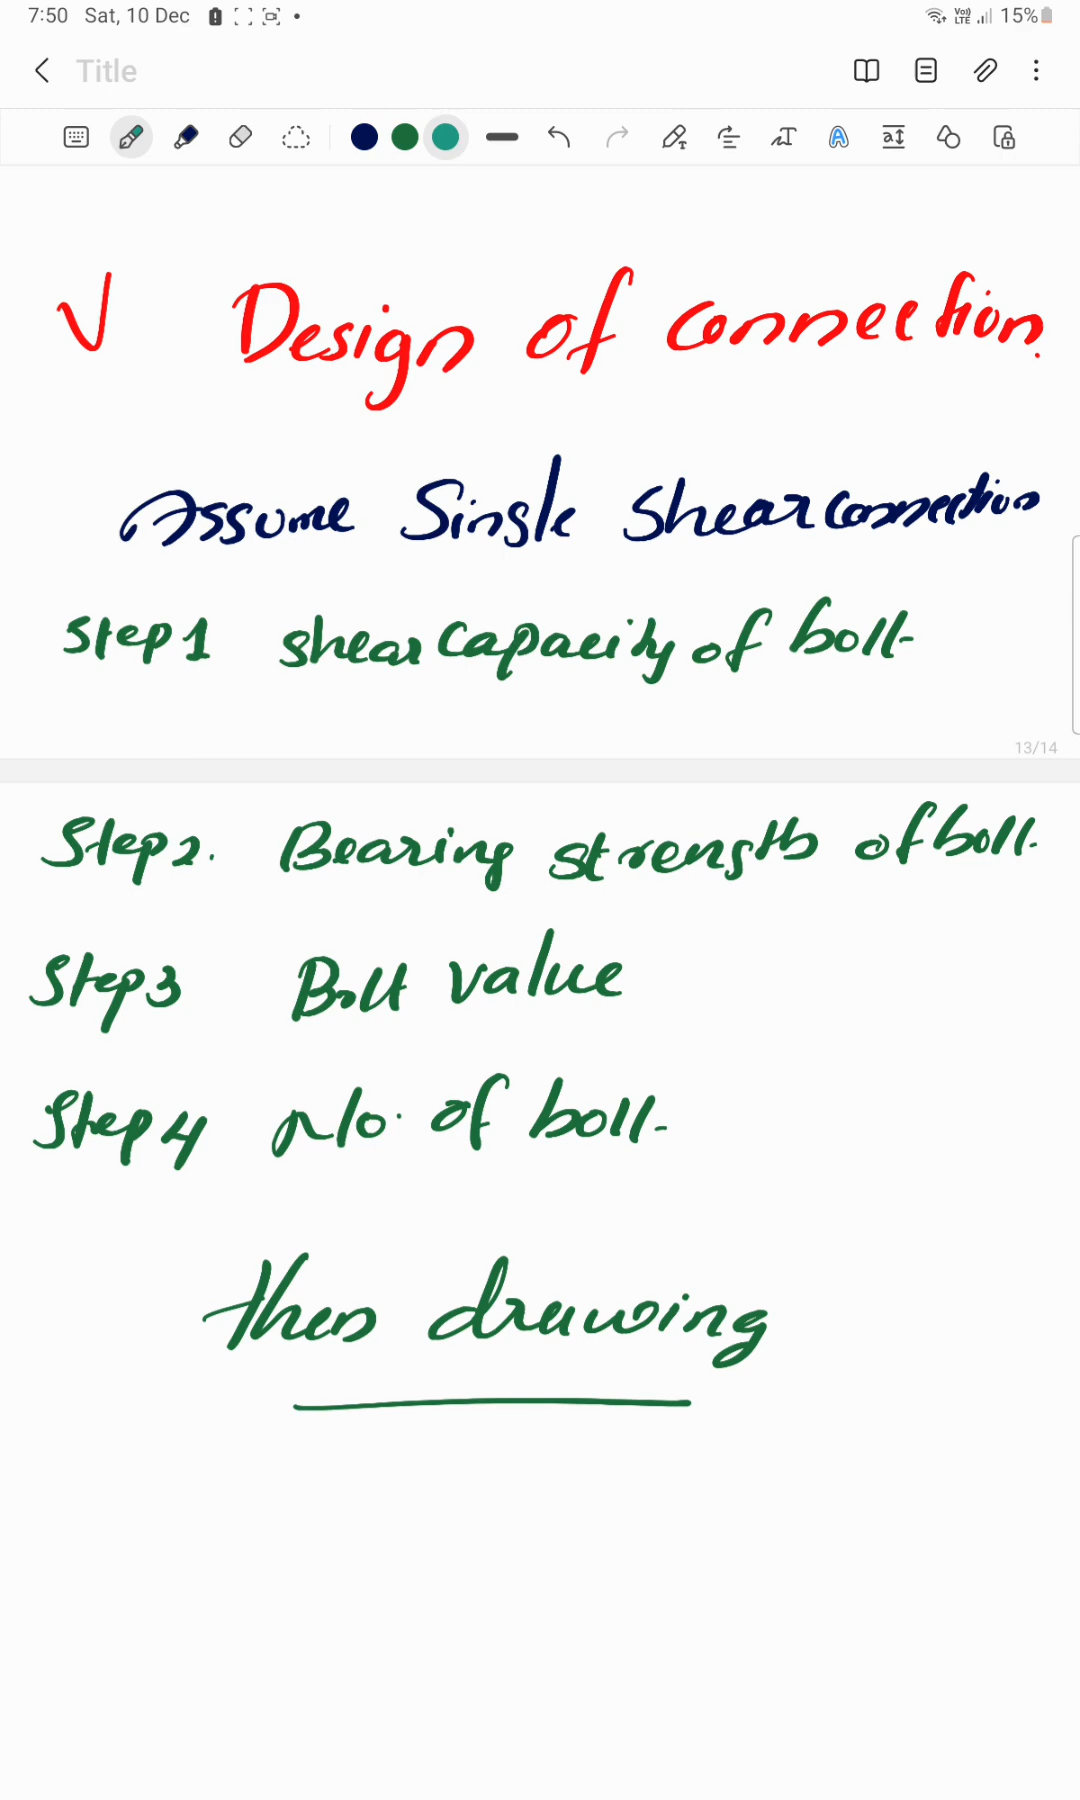 7:50 Sat, 10 Dec
Vo)) LTE 15%
Title
V Design of connection.
Assume Single Shear connection
Step 1 shear capacity of bolt
13/14
Step 2. Bearing strength of bolt.
Step 3 Bolt value
Step 4 No. of bolt.
then drawing